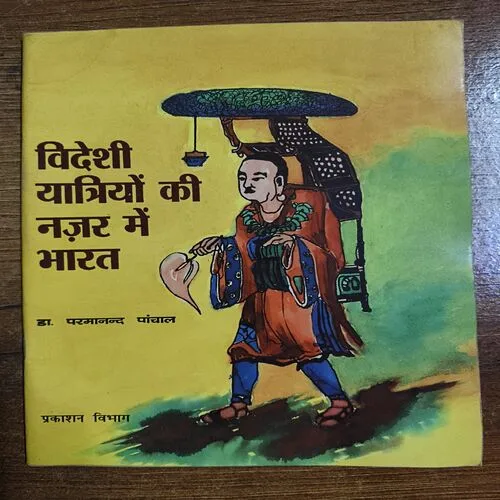 विदेशी
यात्रियों की
नज़र में
भारत
डा. परमानन्द पांचाल
प्रकाशन विभाग